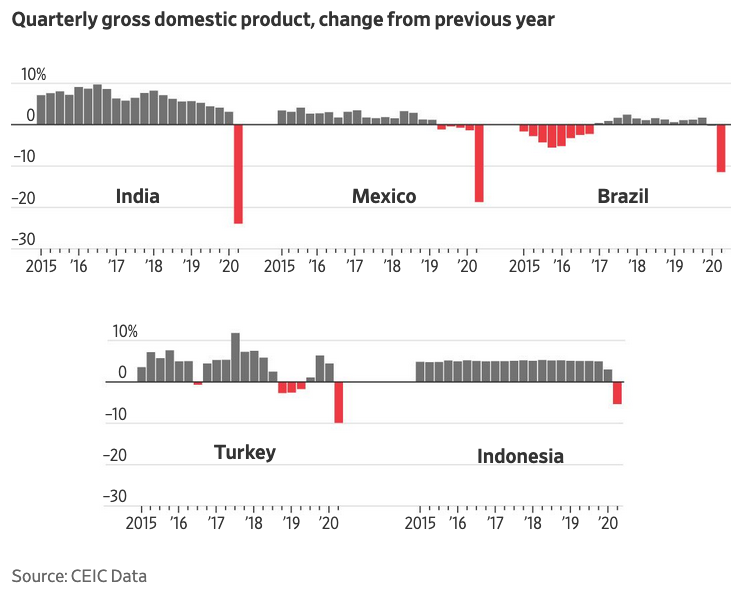 Quarterly gross domestic product, change from previous year
10%
0
–10
–20
–30
India
Mexico
Brazil
2015 ’16 ’17 ’18 ’19 ’20 2015 ’16 ’17 ’18 ’19 ’20 2015 ’16 ’17 ’18 ’19 ’20
10%
0
–10
–20
–30
Turkey
Indonesia
2015 ’16 ’17 ’18 ’19 ’20 2015 ’16 ’17 ’18 ’19 ’20
Source: CEIC Data